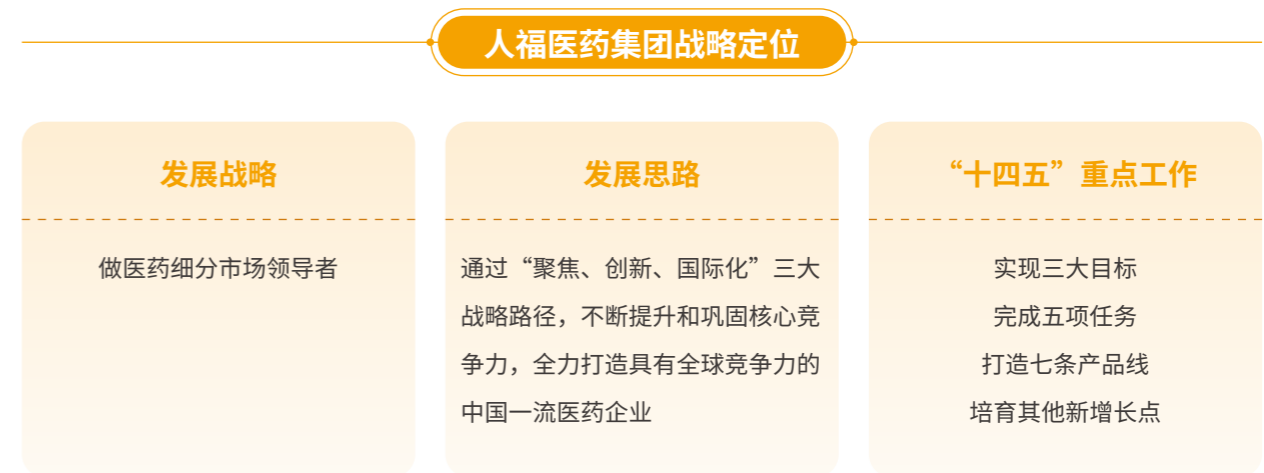 人福医药集团战略定位
发展战略
做医药细分市场领导者
发展思路
通过“聚焦、创新、国际化”三大
战略路径，不断提升和巩固核心竞
争力，全力打造具有全球竞争力的
中国一流医药企业
“十四五”重点工作
实现三大目标
完成五项任务
打造七条产品线
培育其他新增长点